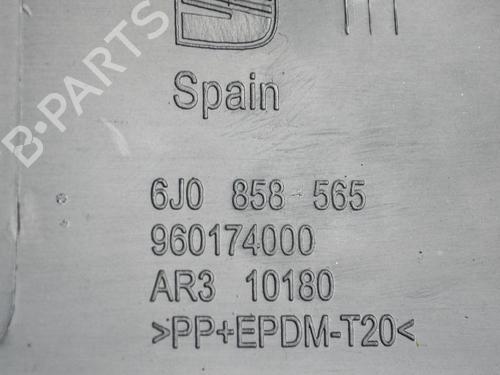 B-PARTS
Spain
6J0 858 565
960174000
AR3 10180
>PP+EPDM-T20<